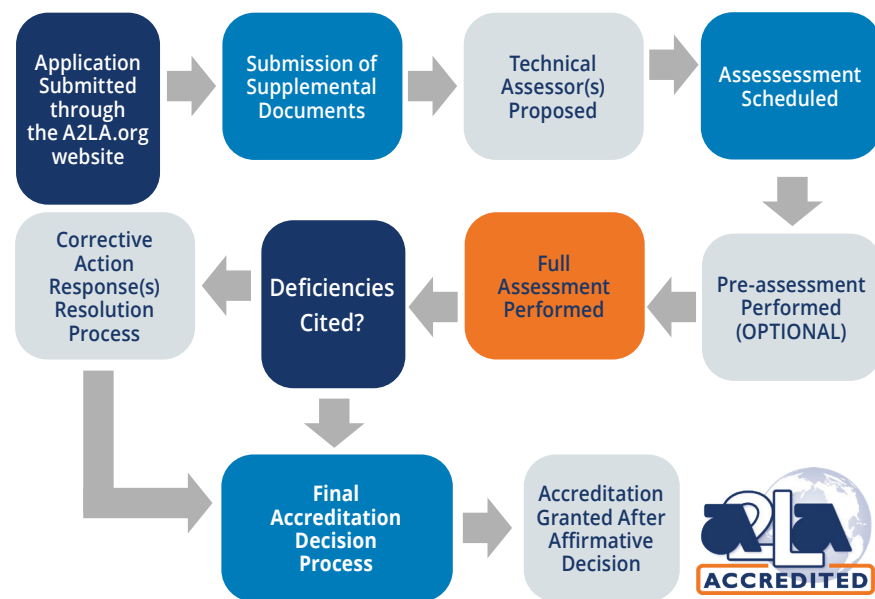 Application
Submitted
through
the A2LA.org
website
Submission of
Supplemental
Documents
Technical
Assessor(s)
Proposed
Assessessment
Scheduled
Pre-assessment
Performed
(OPTIONAL)
Full
Assessment
Performed
Deficiencies
Cited?
Corrective
Action
Response(s)
Resolution
Process
Final
Accreditation
Decision
Process
Accreditation
Granted After
Affirmative
Decision
a2La
ACCREDITED